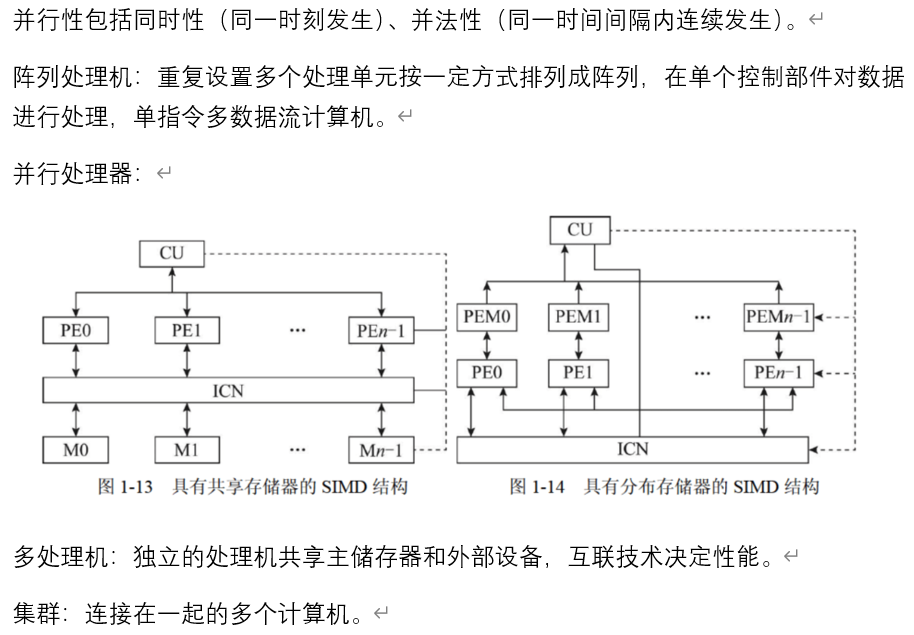 并行性包括同时性（同一时刻发生）、并法性（同一时间间隔内连续发生）。↵
阵列处理机：重复设置多个处理单元按一定方式排列成阵列，在单个控制部件对数据
进行处理，单指令多数据流计算机。↵
并行处理器：↵
CU
PE0 PE1 ··· PEn-1
ICN
M0 M1 ··· Mn-1
图 1-13 具有共享存储器的 SIMD 结构
CU
PEM0 PEM1 ··· PEMn-1
PE0 PE1 ··· PEn-1
ICN
图 1-14 具有分布存储器的 SIMD 结构
多处理机：独立的处理机共享主储存器和外部设备，互联技术决定性能。↵
集群：连接在一起的多个计算机。↵